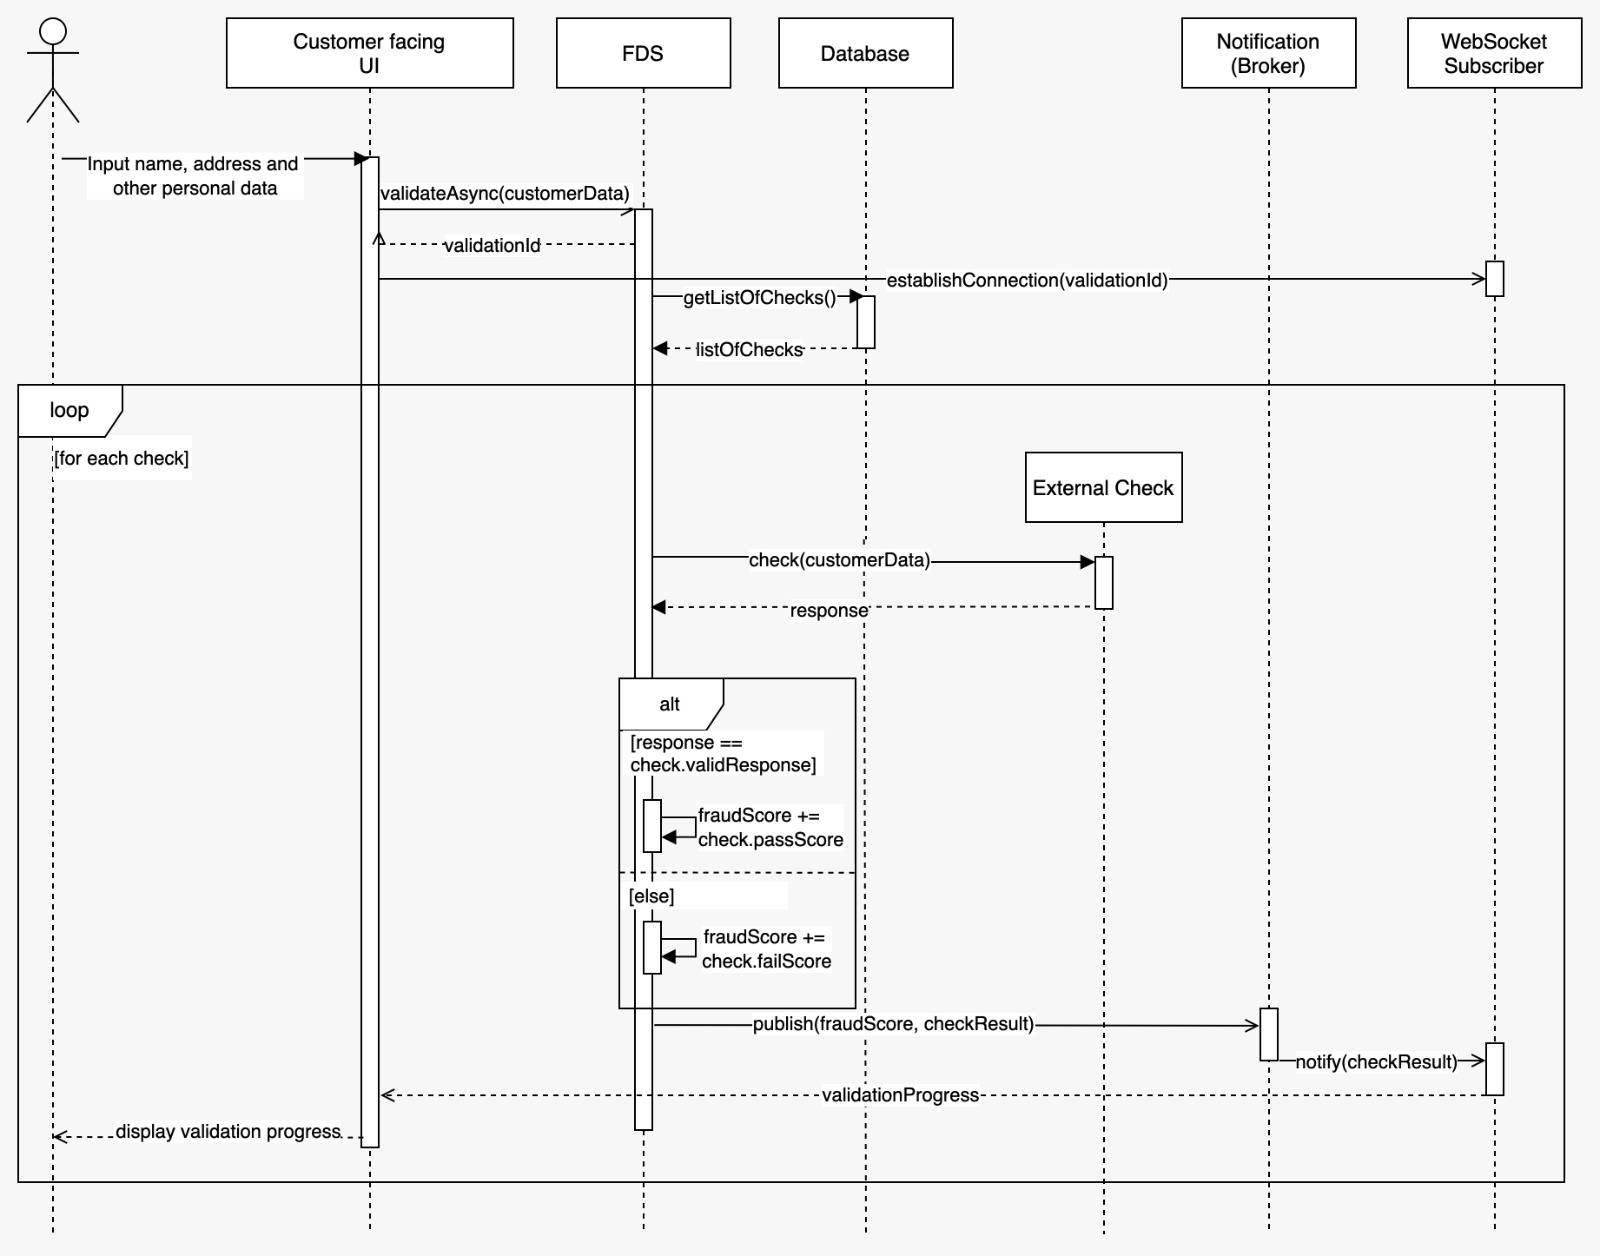 Customer facing
UI
FDS
Database
Notification
(Broker)
WebSocket
Subscriber
Input name, address and
other personal data
validateAsync(customerData)
validationId
establishConnection(validationId)
getListOfChecks()
listOfChecks
loop
[for each check]
External Check
check(customerData)
response
alt
[response ==
check.validResponse]
fraudScore +=
check.passScore
[else]
fraudScore +=
check.failScore
publish(fraudScore, checkResult)
notify(checkResult)
validationProgress
display validation progress